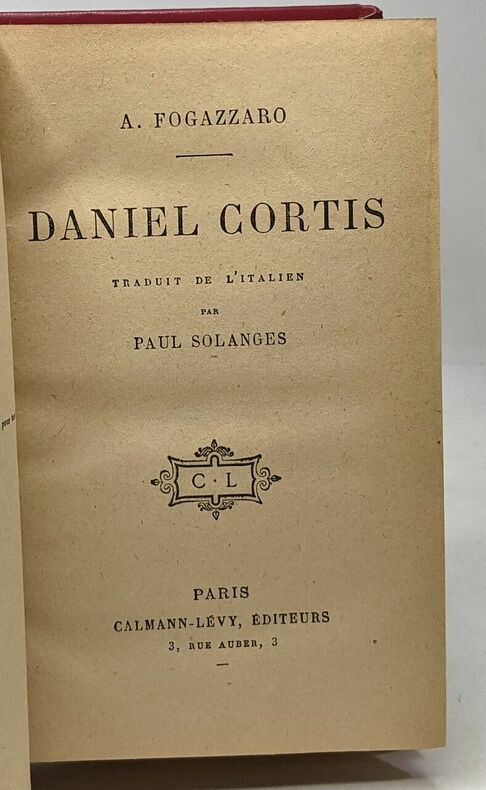 A. FOGAZZARO
DANIEL CORTIS
TRADUIT DE L'ITALIEN
PAR
PAUL SOLANGES
C · L
PARIS
CALMANN-LÉVY, ÉDITEURS
3, RUE AUBER, 3